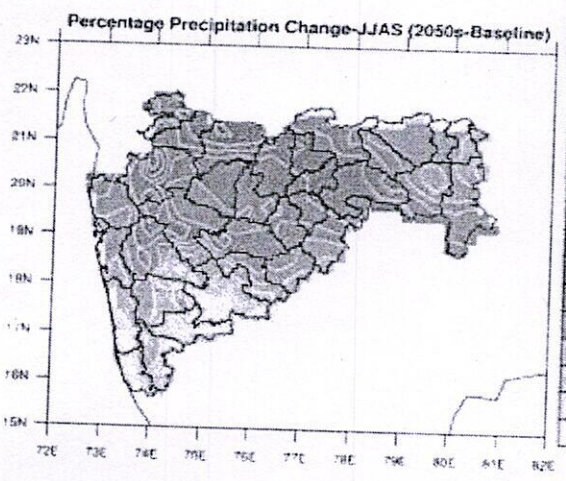 Percentage Precipitation Change-JJAS (2050s-Baseline)
23N
22N
21N
20N
19N
18N
17N
16N
15N
72E 73E 74E 75E 76E 77E 78E 79E 80E 81E 82E